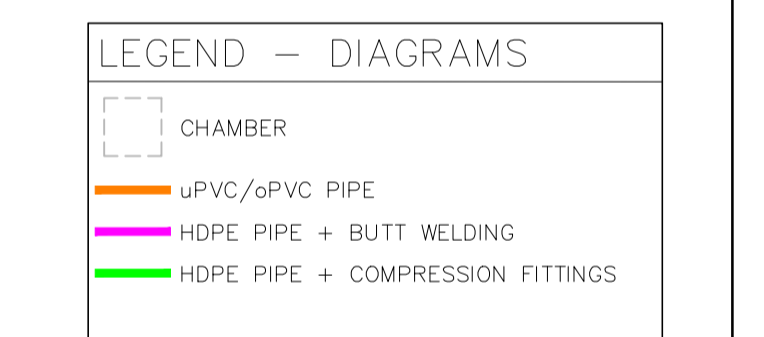 LEGEND – DIAGRAMS
CHAMBER
uPVC/oPVC PIPE
HDPE PIPE + BUTT WELDING
HDPE PIPE + COMPRESSION FITTINGS